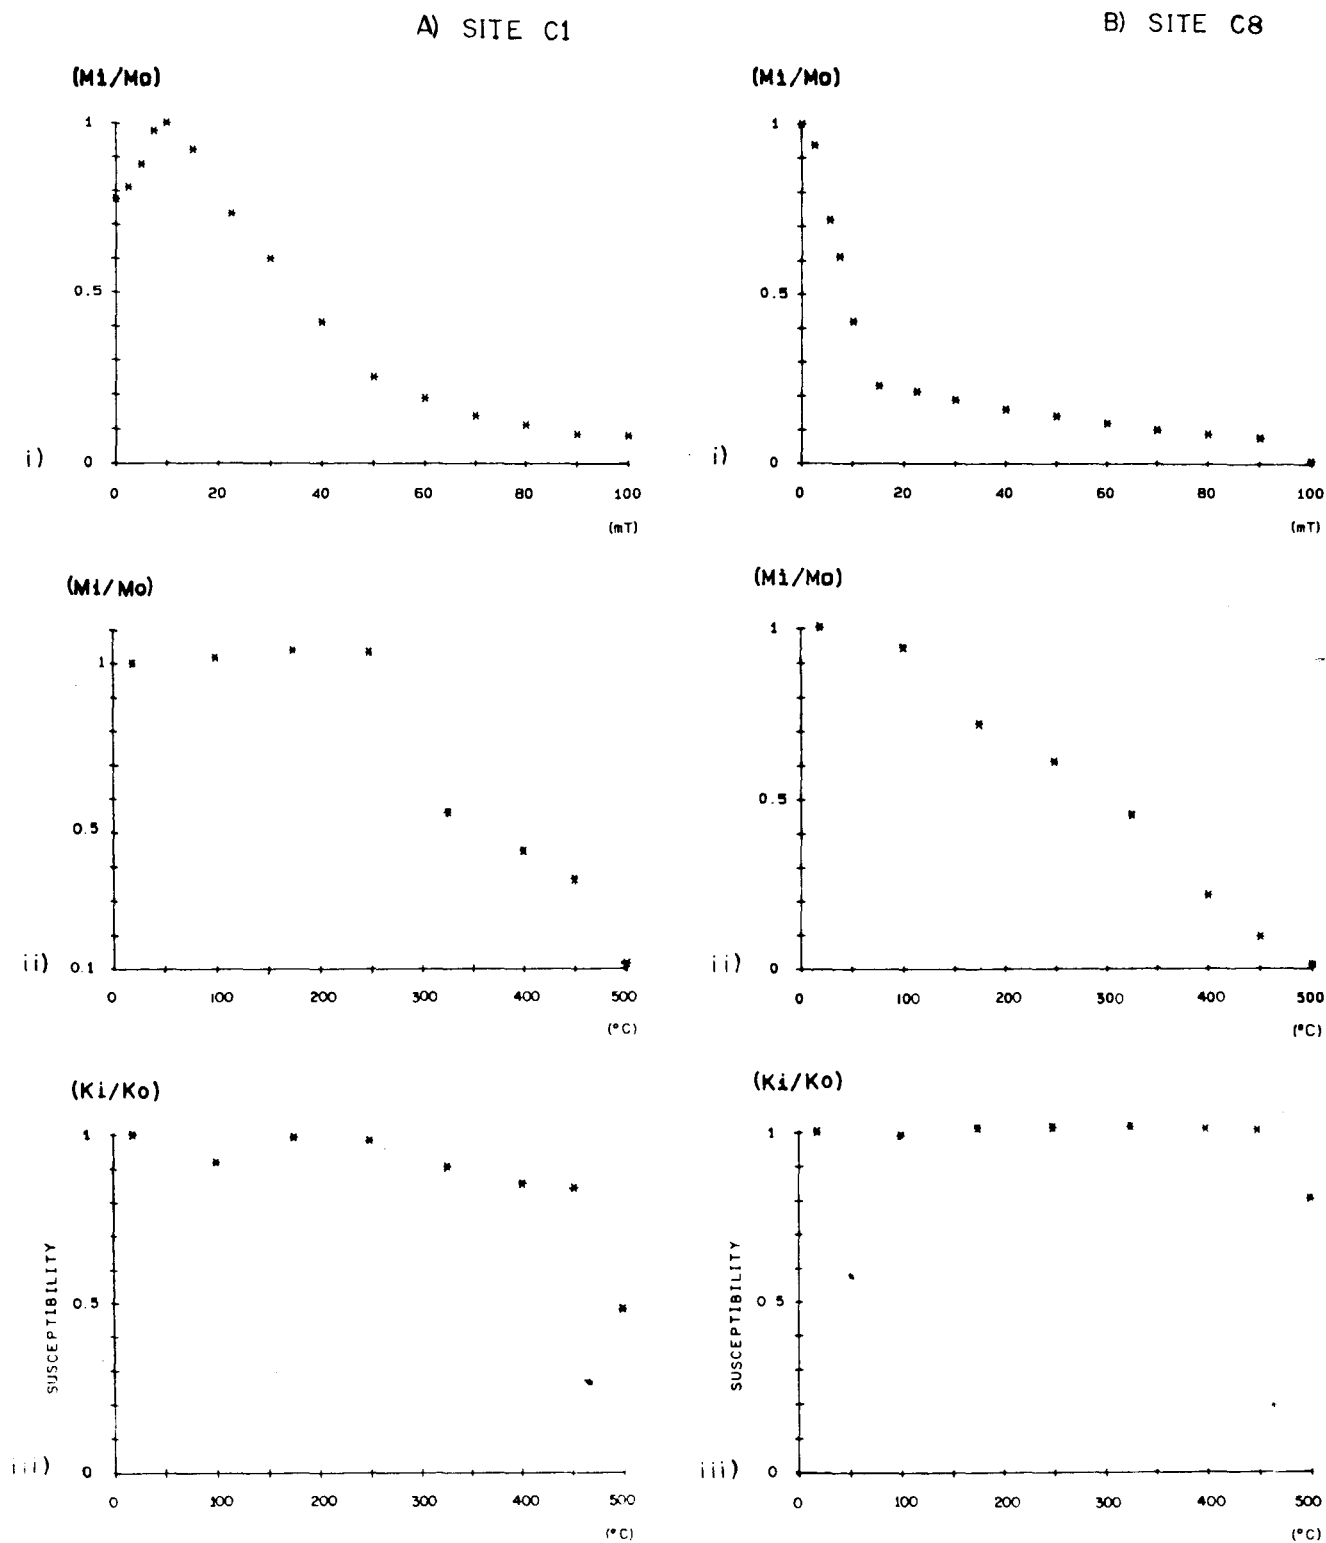 A) SITE C1
(Mi/Mo)
1
0.5
i)
0
0 20 40 60 80 100
(mT)
(Mi/Mo)
1
0.5
ii)
0.1
0 100 200 300 400 500
(°C)
(Ki/Ko)
1
SUSCEPTIBILITY
0.5
iii)
0
0 100 200 300 400 500
(°C)
B) SITE C8
(Mi/Mo)
1
0.5
i)
0
0 20 40 60 80 100
(mT)
(Mi/Mo)
1
0.5
ii)
0
0 100 200 300 400 500
(°C)
(Ki/Ko)
1
SUSCEPTIBILITY
0 5
iii)
0
0 100 200 300 400 500
(°C)